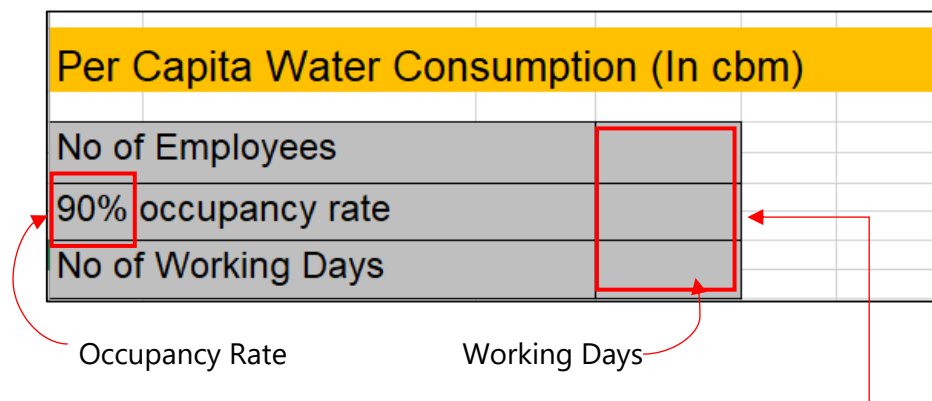 Per Capita Water Consumption (In cbm)
No of Employees
90% occupancy rate
No of Working Days
Occupancy Rate
Working Days